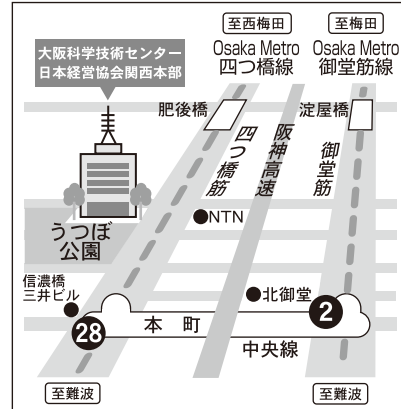 至西梅田
至梅田
大阪科学技術センター
日本経営協会関西本部
Osaka Metro
四つ橋線
Osaka Metro
御堂筋線
肥後橋
淀屋橋
四つ橋筋
阪神高速
御堂筋
NTN
うつぼ
公園
信濃橋
三井ビル
北御堂
28
本町
2
中央線
至難波
至難波